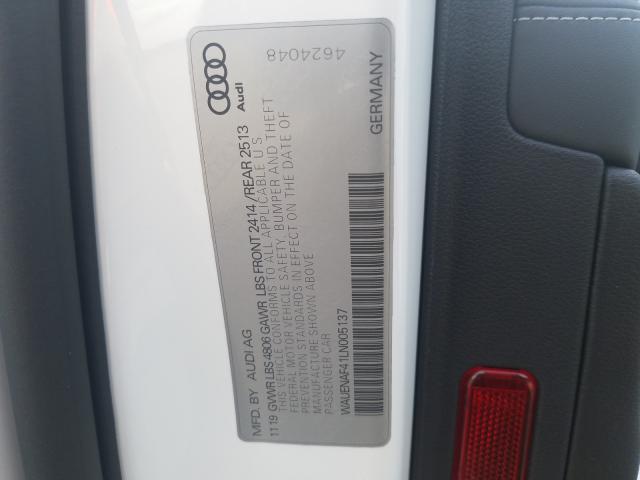 MFD. BY AUDI AG
11 19 GVWR LBS 4806 GAWR LBS FRONT 2414 / REAR 2513
THIS VEHICLE CONFORMS TO ALL APPLICABLE U S
FEDERAL MOTOR VEHICLE SAFETY, BUMPER AND THEFT
PREVENTION STANDARDS IN EFFECT ON THE DATE OF
MANUFACTURE SHOWN ABOVE
PASSENGER CAR
WAUENAF41LN005137
Audi
4624048
GERMANY